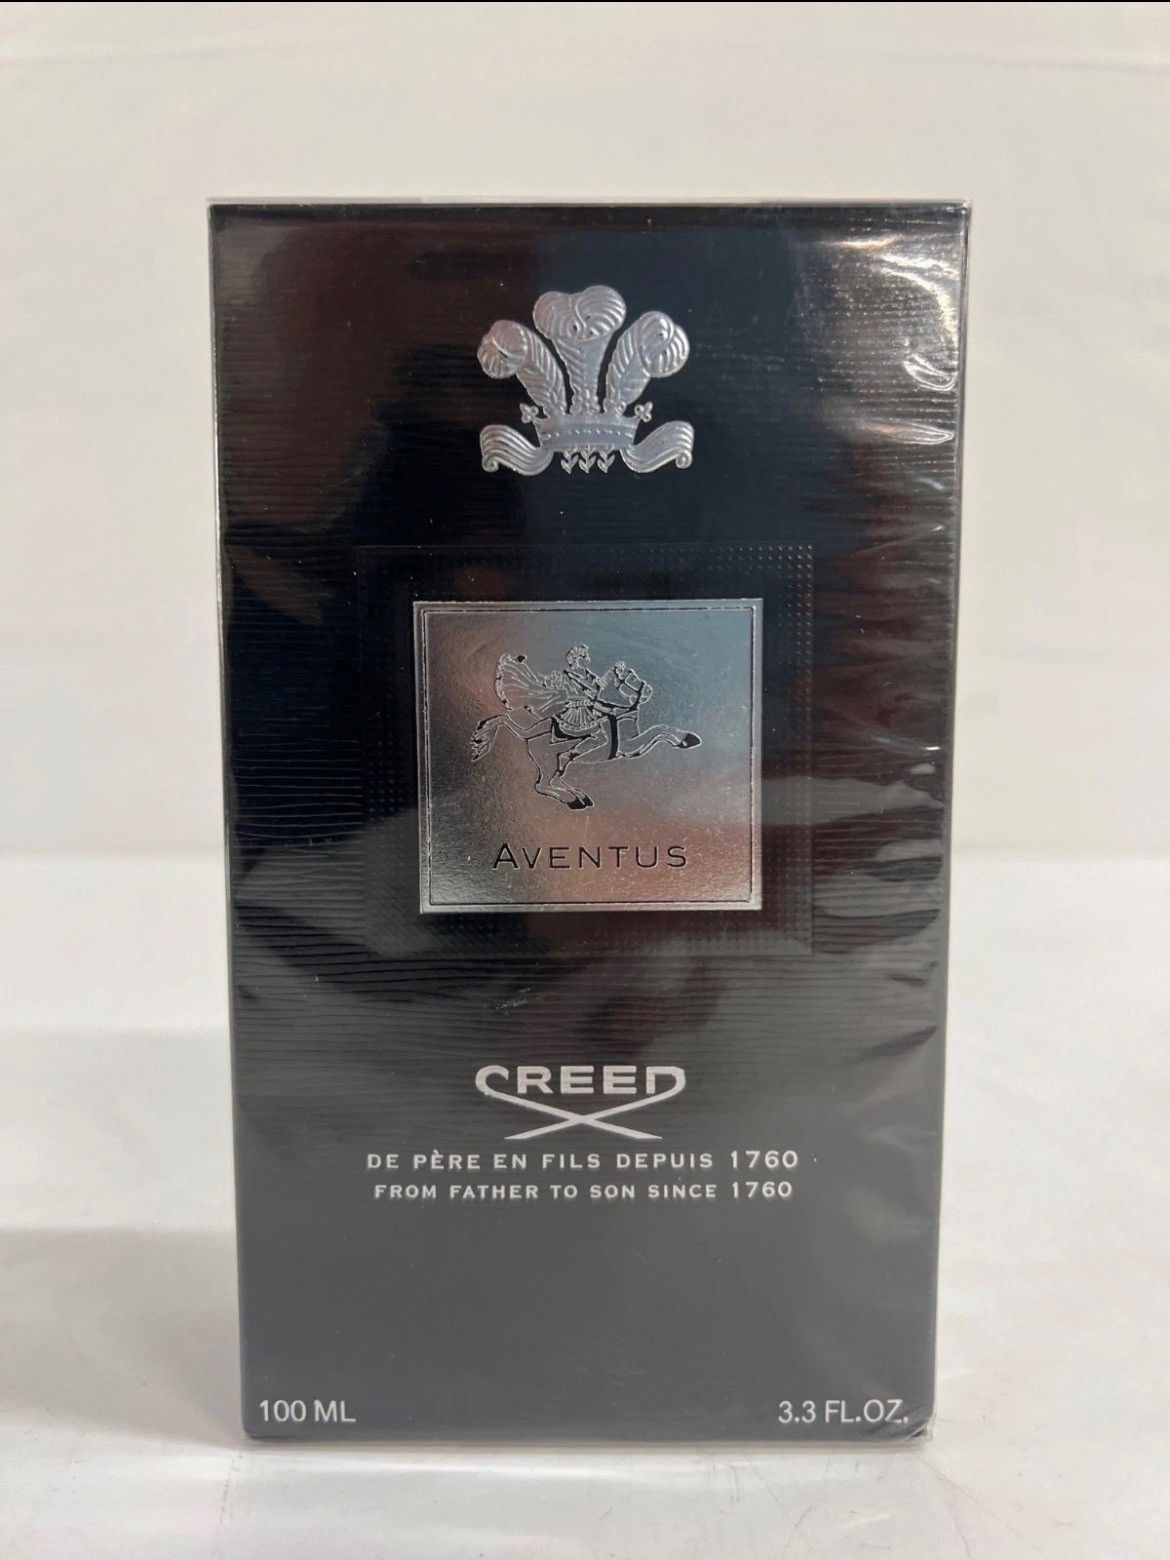 AVENTUS
CREED
DE PÈRE EN FILS DEPUIS 1760
FROM FATHER TO SON SINCE 1760
100 ML
3.3 FL.OZ.